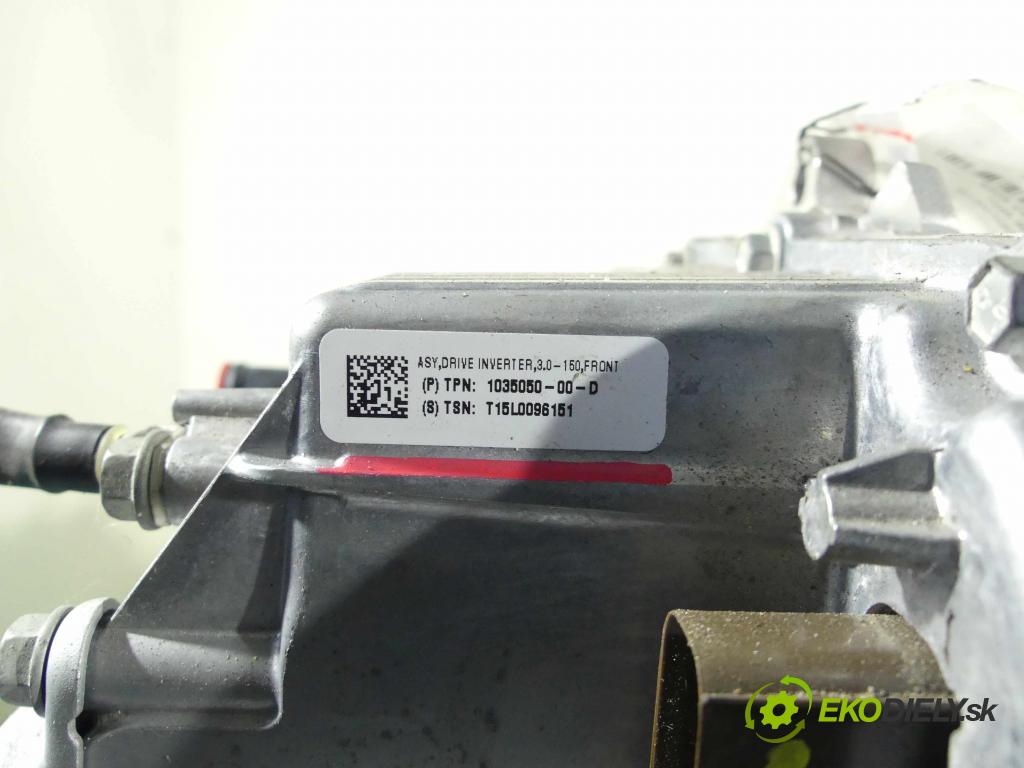 ASY,DRIVE INVERTER,3.0-150,FRONT
(P) TPN: 1035050-00-D
(S) TSN: T15L0096151
EKODIELY.sk